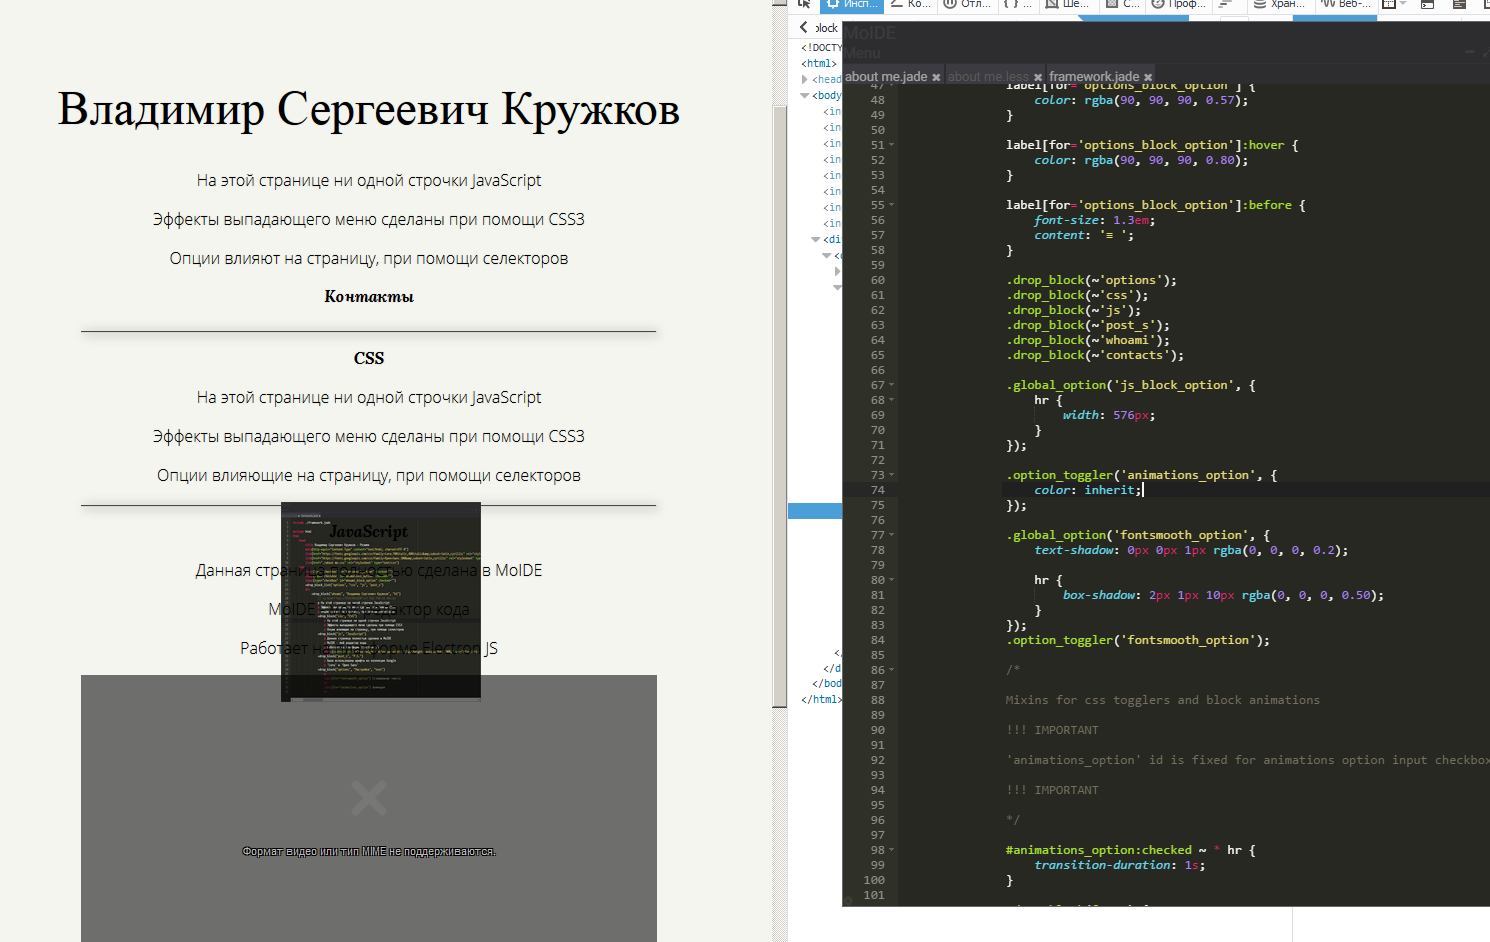 Владимир Сергеевич Кружков
На этой странице ни одной строчки JavaScript
Эффекты выпадающего меню сделаны при помощи CSS3
Опции влияют на страницу, при помощи селекторов
Контакты
CSS
На этой странице ни одной строчки JavaScript
Эффекты выпадающего меню сделаны при помощи CSS3
Опции влияющие на страницу, при помощи селекторов
JavaScript
Данная страница полностью сделана в MoIDE
MoIDE - мой редактор кода
Работает на платформе Electron JS
Формат видео или тип MIME не поддерживаются.
Инсп... Ко... Отл... { } ... Ше... С... Проф... Хран... Веб-...
block
<!DOCTY
<html>
<head
<body
<in
<in
<in
<in
<in
<in
<in
<in
<di
</
</d
</bod
</html>
MoIDE
Menu
about me.jade × about me.less × framework.jade ×
47 label[for='options_block_option'] {
48 color: rgba(90, 90, 90, 0.57);
49 }
50
51 label[for='options_block_option']:hover {
52 color: rgba(90, 90, 90, 0.80);
53 }
54
55 label[for='options_block_option']:before {
56 font-size: 1.3em;
57 content: '≡ ';
58 }
59
60 .drop_block(~'options');
61 .drop_block(~'css');
62 .drop_block(~'js');
63 .drop_block(~'post_s');
64 .drop_block(~'whoami');
65 .drop_block(~'contacts');
66
67 .global_option('js_block_option', {
68 hr {
69 width: 576px;
70 }
71 });
72
73 .option_toggler('animations_option', {
74 color: inherit;
75 });
76
77 .global_option('fontsmooth_option', {
78 text-shadow: 0px 0px 1px rgba(0, 0, 0, 0.2);
79
80 hr {
81 box-shadow: 2px 1px 10px rgba(0, 0, 0, 0.50);
82 }
83 });
84 .option_toggler('fontsmooth_option');
85
86 /*
87
88 Mixins for css togglers and block animations
89
90 !!! IMPORTANT
91
92 'animations_option' id is fixed for animations option input checkbox
93
94 !!! IMPORTANT
95
96 */
97
98 #animations_option:checked ~ * hr {
99 transition-duration: 1s;
100 }
101